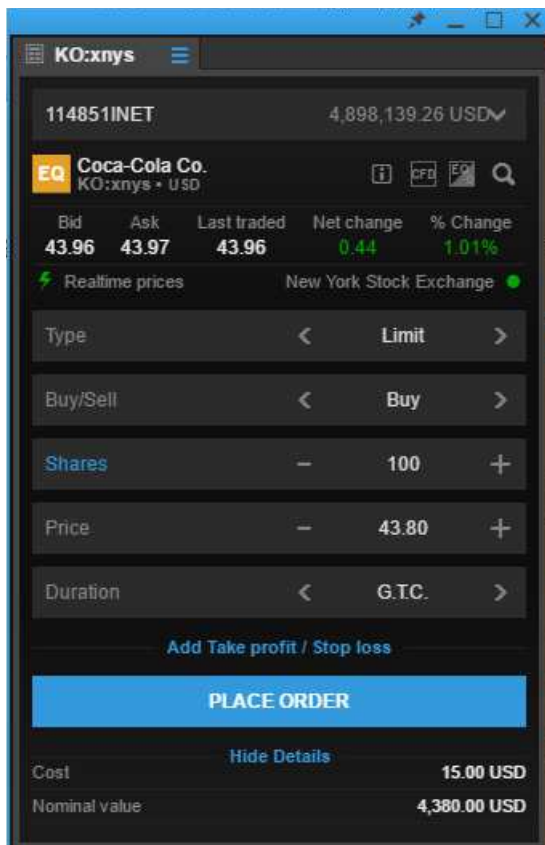 KO:xnys
114851INET 4,898,139.26 USD
EQ Coca-Cola Co.
KO:xnys • USD
CFD EQ
Bid Ask Last traded Net change % Change
43.96 43.97 43.96 0.44 1.01%
Realtime prices New York Stock Exchange
Type < Limit >
Buy/Sell < Buy >
Shares − 100 +
Price − 43.80 +
Duration < G.T.C. >
Add Take profit / Stop loss
PLACE ORDER
Hide Details
Cost 15.00 USD
Nominal value 4,380.00 USD